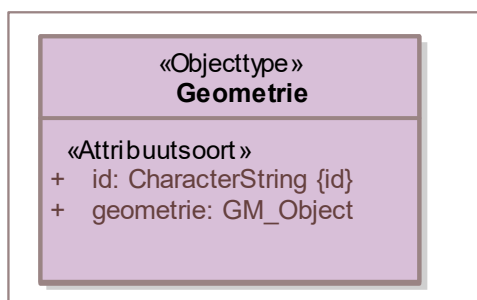 «Objecttype»
Geometrie
«Attribuutsoort»
+ id: CharacterString {id}
+ geometrie: GM_Object